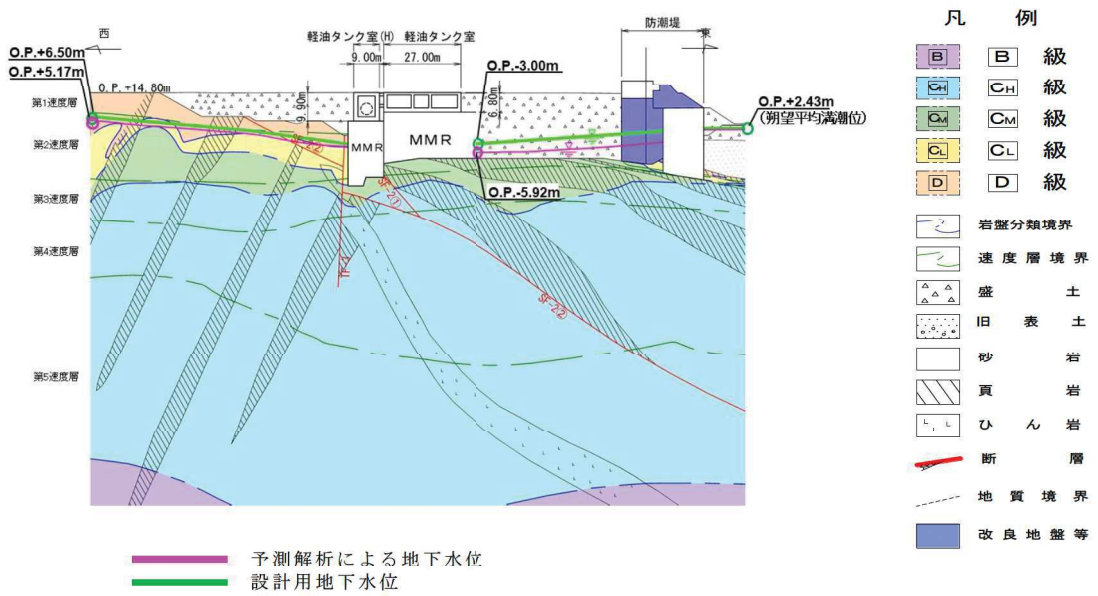 西
O.P.+6.50m
O.P.+5.17m
O.P.+14.80m
軽油タンク室(H) 軽油タンク室
9.00m 27.00m
防潮堤
東
O.P.-3.00m
9.90m
6.80m
O.P.+2.43m
(朔望平均満潮位)
第1速度層
第2速度層
第3速度層
第4速度層
第5速度層
MMR
MMR
O.P.-5.92m
SF-2①
TF-3
SF-2②
凡例
B B 級
CH CH 級
CM CM 級
CL CL 級
D D 級
岩盤分類境界
速度層境界
盛土
旧表土
砂岩
頁岩
ひん岩
断層
地質境界
改良地盤等
予測解析による地下水位
設計用地下水位